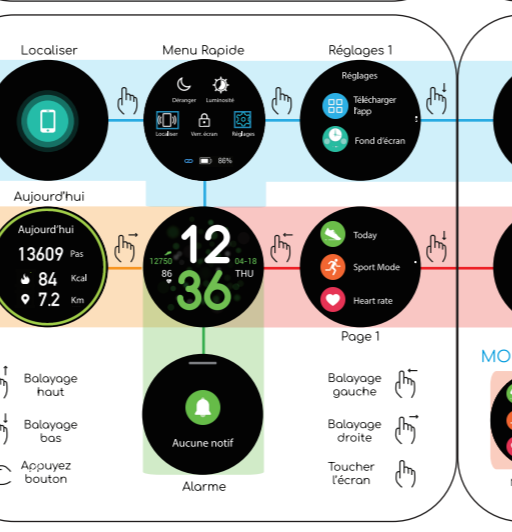 Localiser
Menu Rapide
Réglages 1
Déranger
Luminosité
Localiser
Verr. écran
Réglages
86%
Réglages
Télécharger
l'app
Fond d'écran
Aujourd'hui
Aujourd'hui
13609 Pas
84 Kcal
7.2 Km
12
36
12750
86
04-18
THU
Today
Sport Mode
Heart rate
Page 1
Aucune notif
Alarme
Balayage
haut
Balayage
bas
Appuyez
bouton
Balayage
gauche
Balayage
droite
Toucher
l'écran
MO